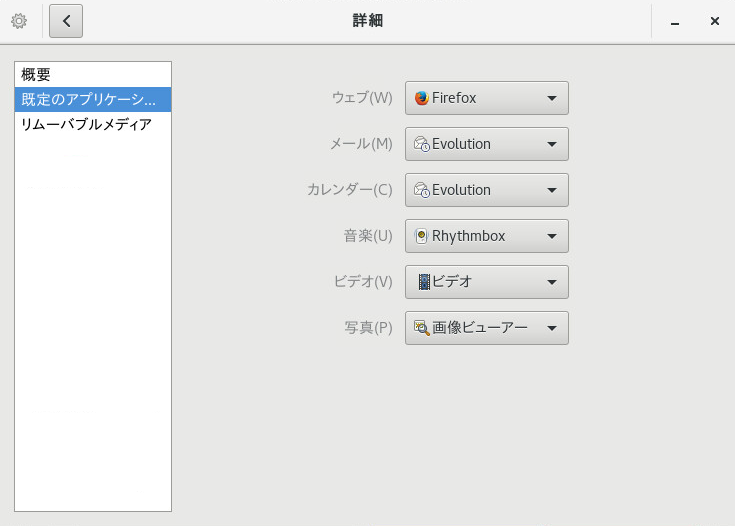 詳細
概要
既定のアプリケーシ...
リムーバブルメディア
ウェブ(W) Firefox
メール(M) Evolution
カレンダー(C) Evolution
音楽(U) Rhythmbox
ビデオ(V) ビデオ
写真(P) 画像ビューアー